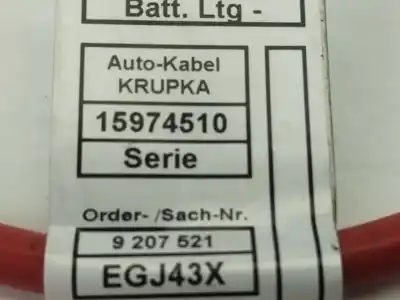 Batt. Ltg -
Auto-Kabel
KRUPKA
15974510
Serie
Order- /Sach-Nr.
9 207 521
EGJ43X